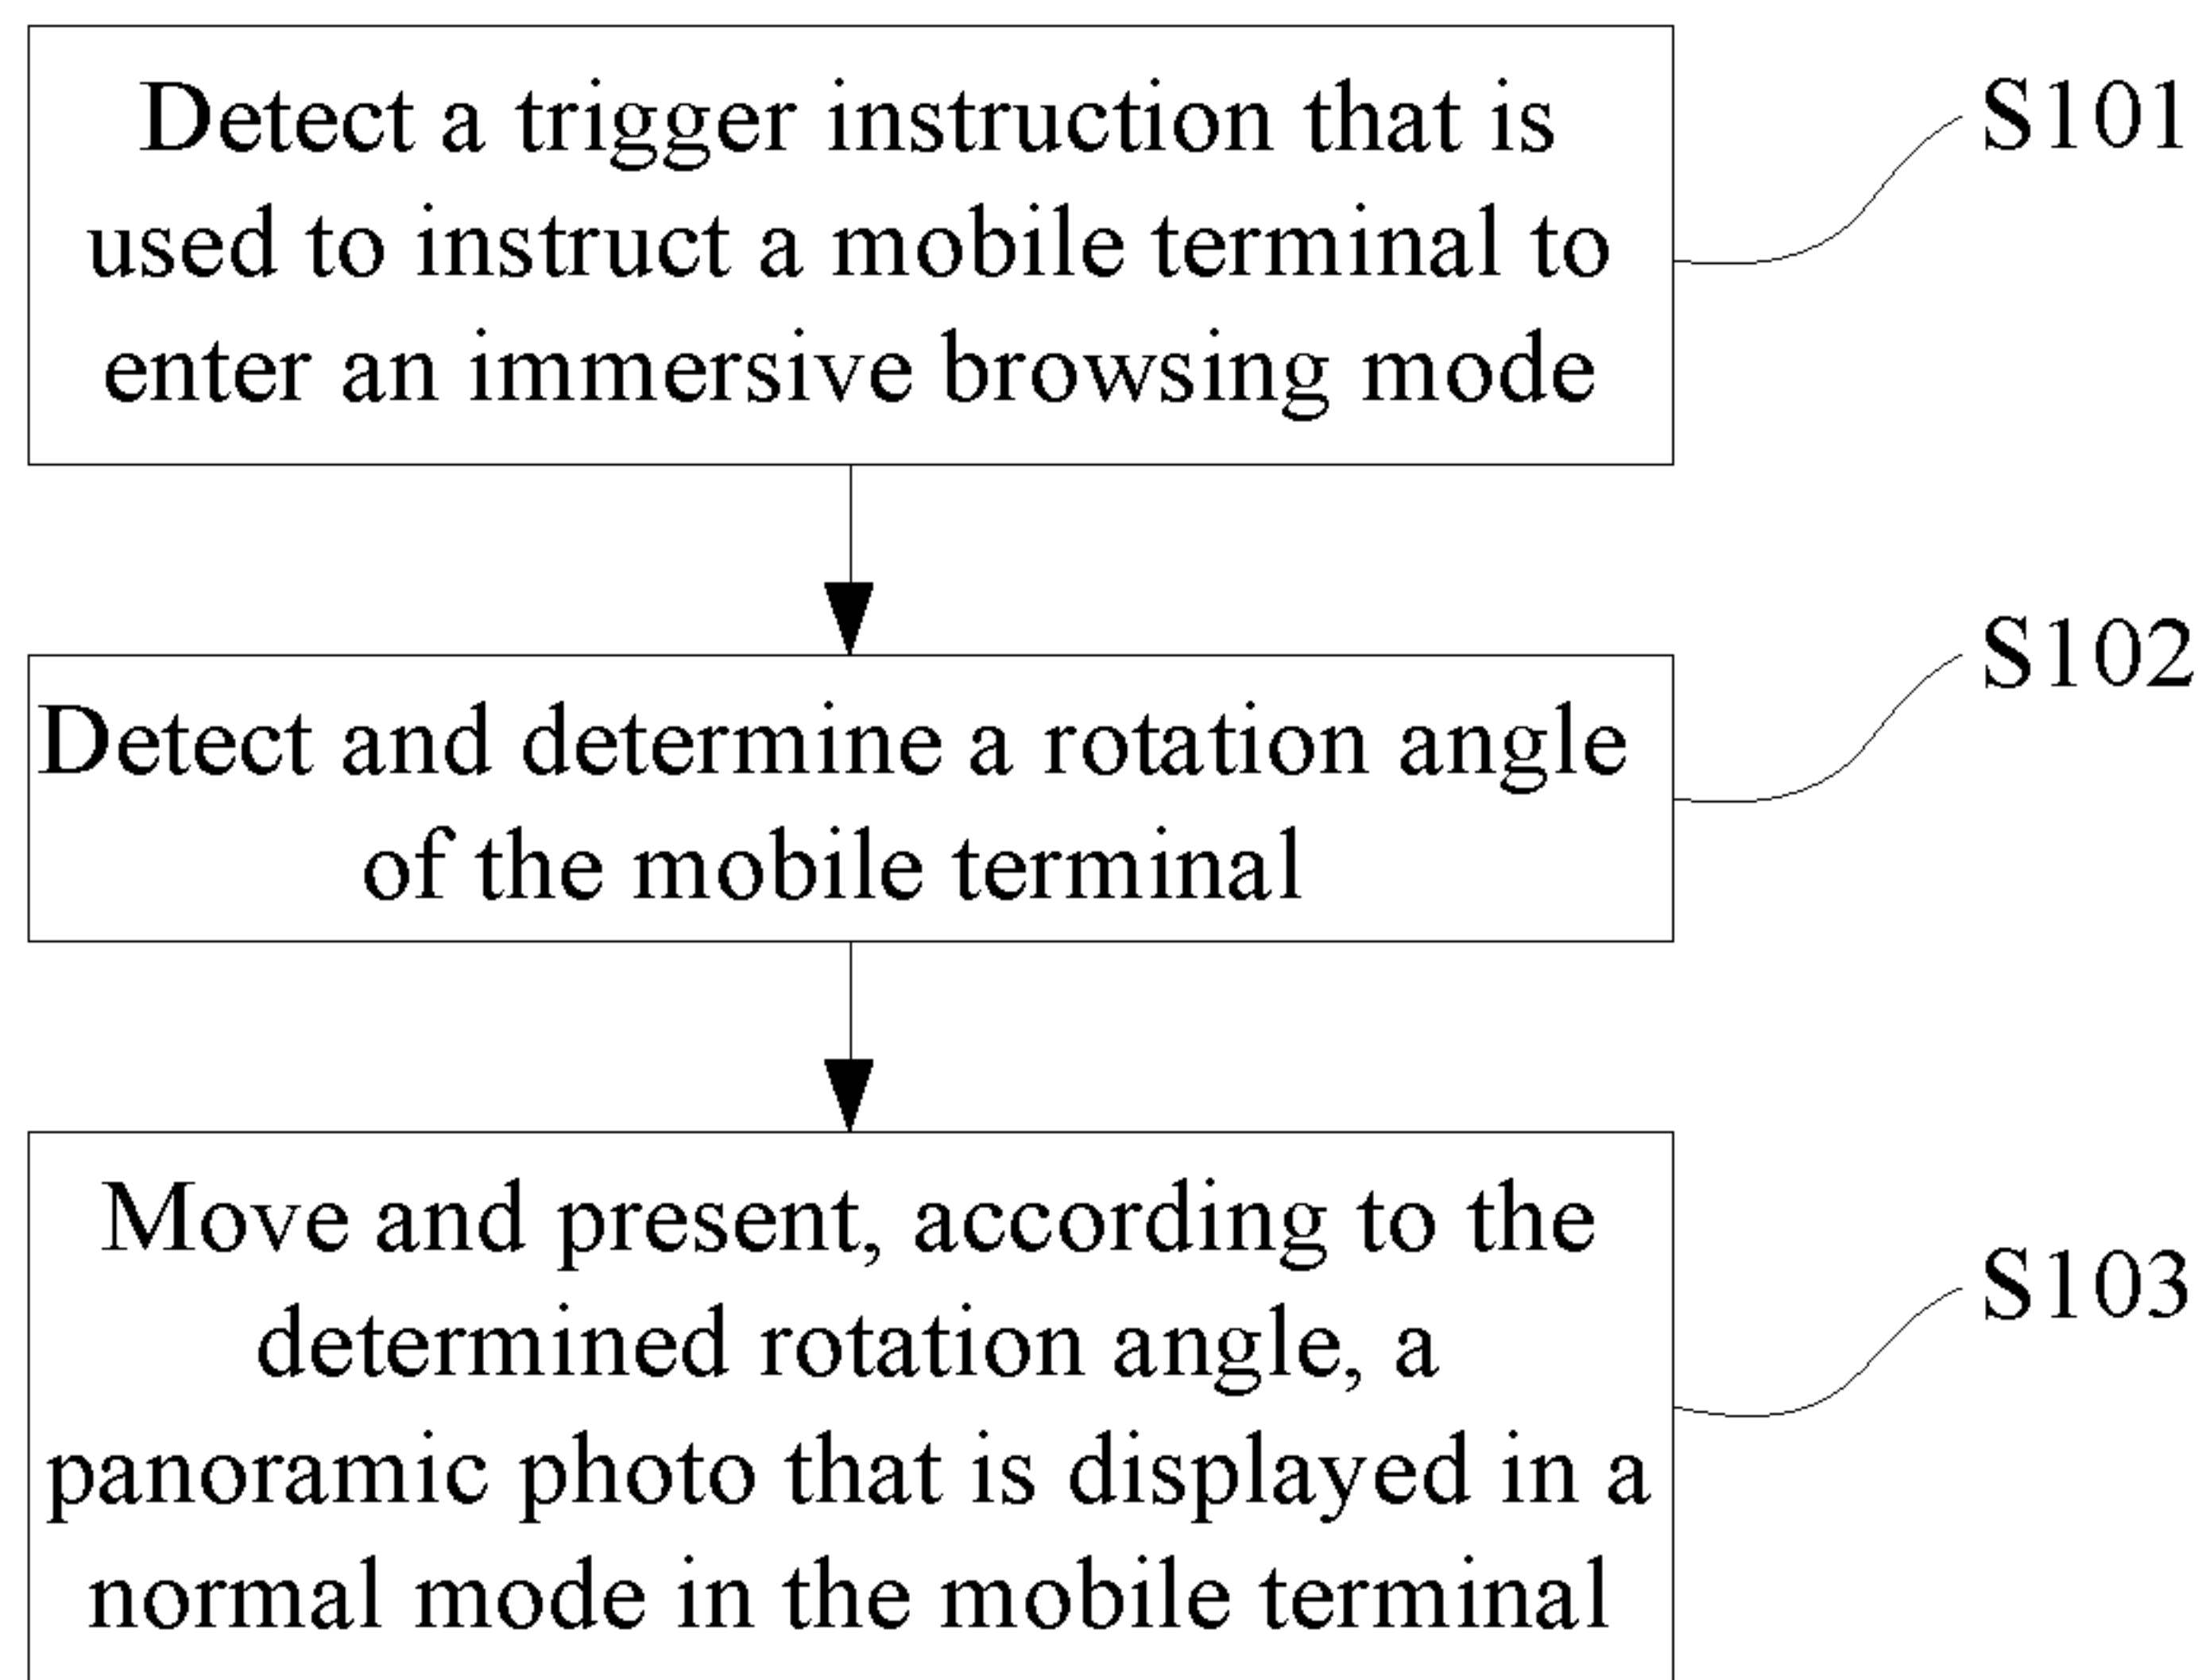 Detect a trigger instruction that is
used to instruct a mobile terminal to
enter an immersive browsing mode
S101
Detect and determine a rotation angle
of the mobile terminal
S102
Move and present, according to the
determined rotation angle, a
panoramic photo that is displayed in a
normal mode in the mobile terminal
S103